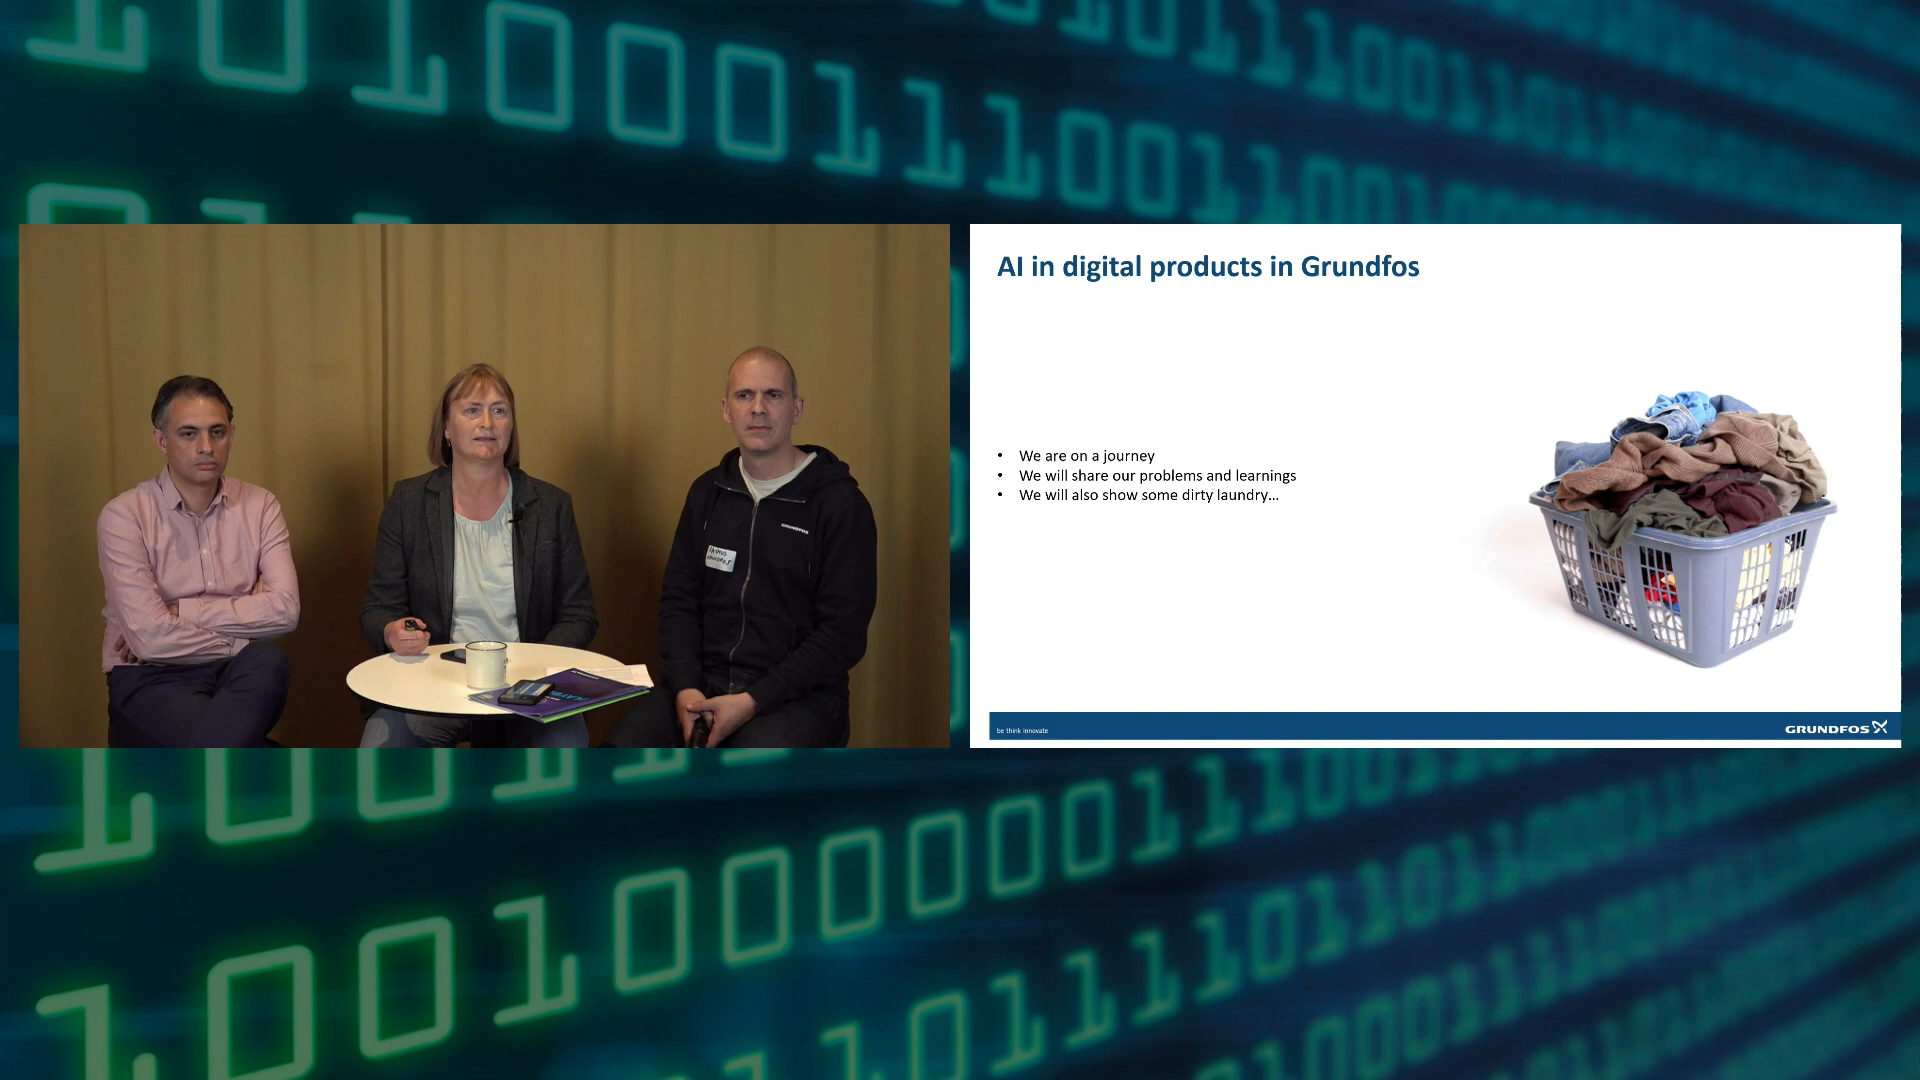 AI in digital products in Grundfos
• We are on a journey
• We will share our problems and learnings
• We will also show some dirty laundry...
be think innovate
GRUNDFOS
GRUNDFOS